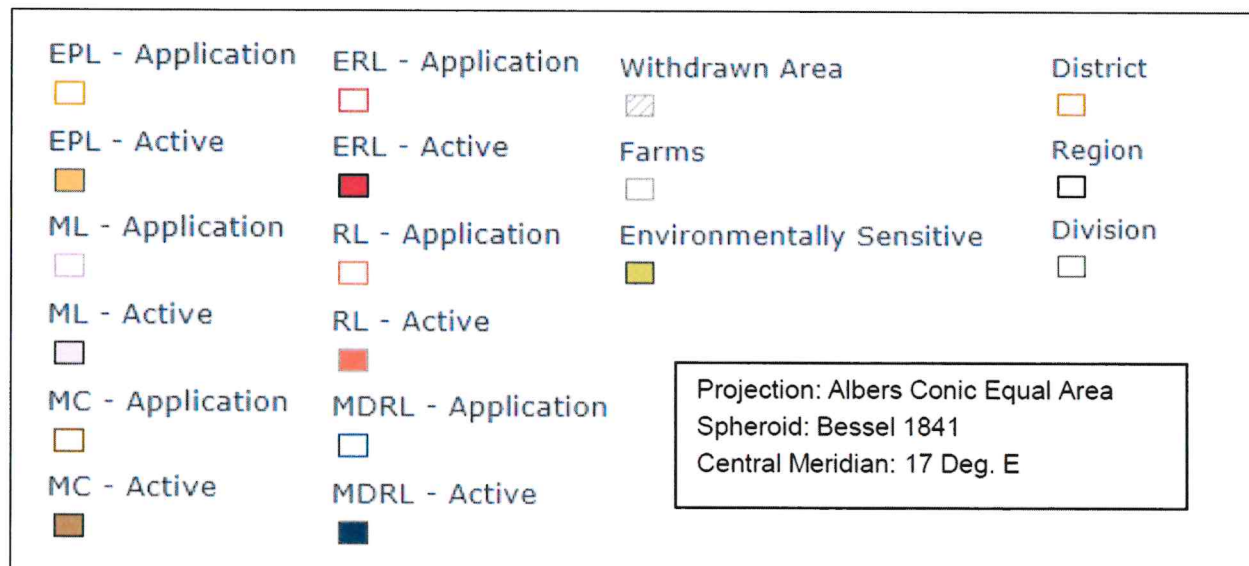 EPL - Application
EPL - Active
ML - Application
ML - Active
MC - Application
MC - Active
ERL - Application
ERL - Active
RL - Application
RL - Active
MDRL - Application
MDRL - Active
Withdrawn Area
Farms
Environmentally Sensitive
District
Region
Division
Projection: Albers Conic Equal Area
Spheroid: Bessel 1841
Central Meridian: 17 Deg. E